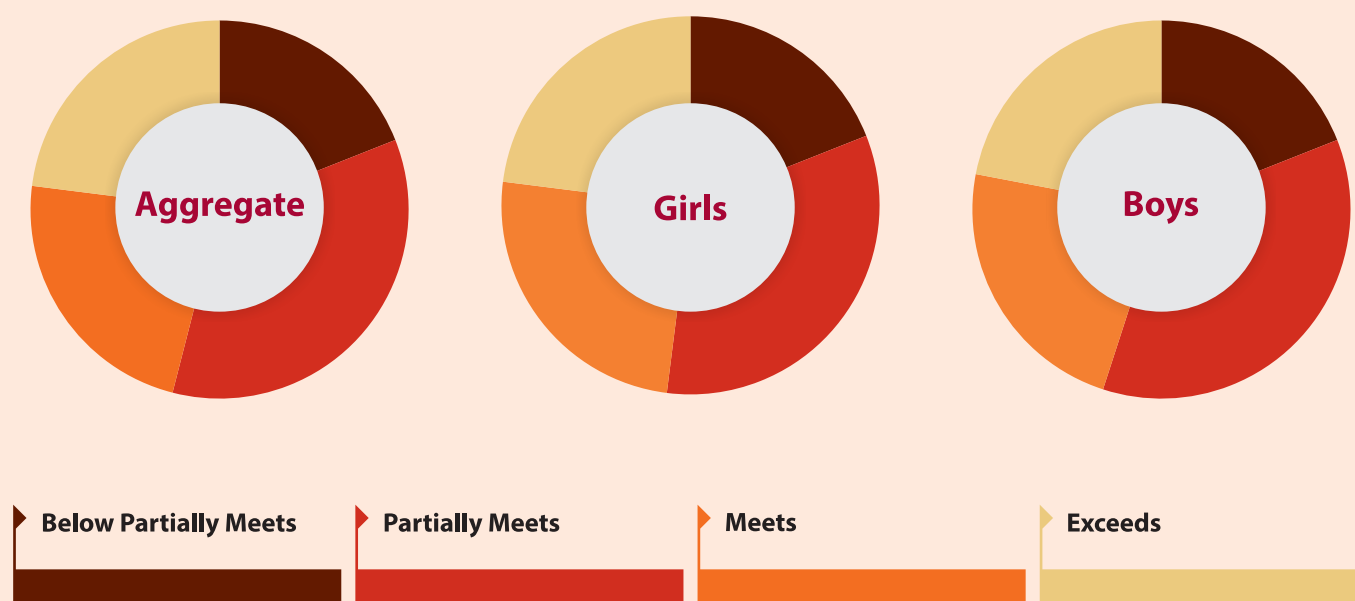 Aggregate
Girls
Boys
Below Partially Meets
Partially Meets
Meets
Exceeds